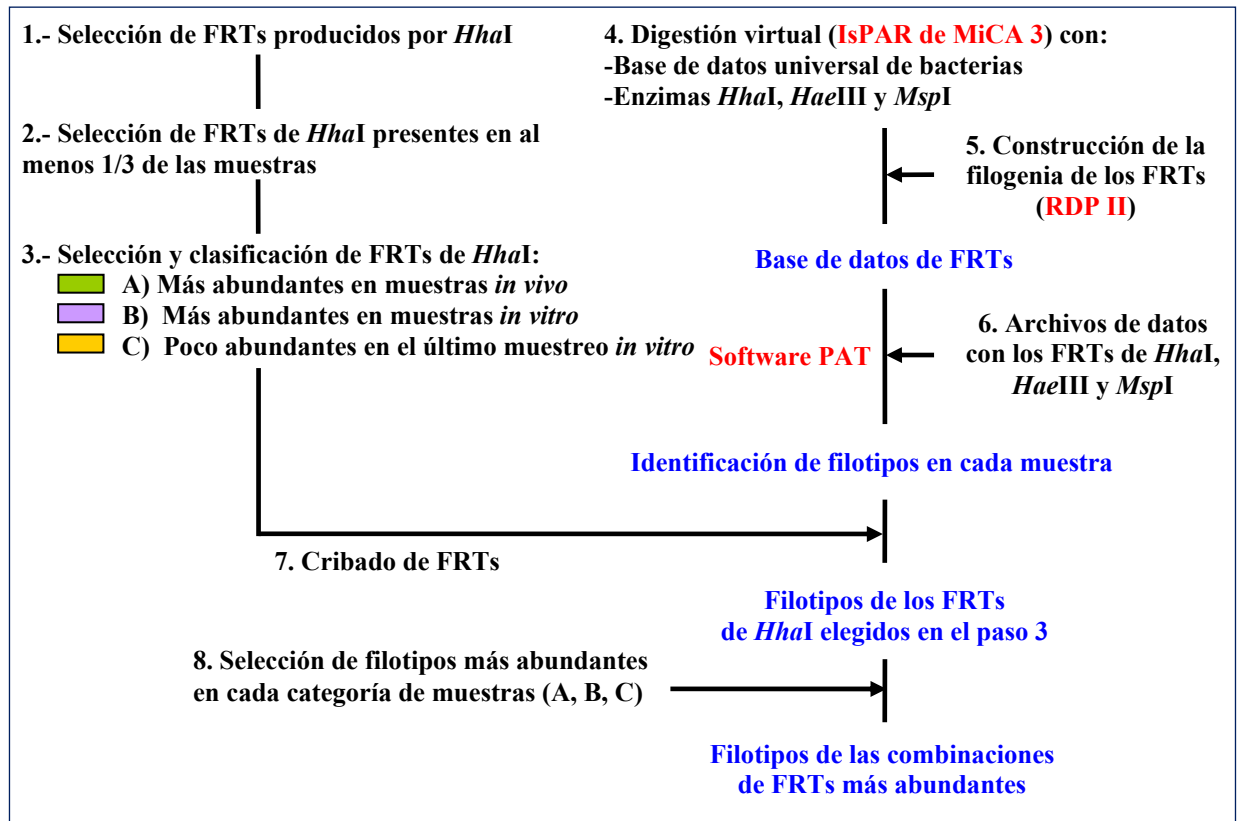 1.- Selección de FRTs producidos por HhaI
2.- Selección de FRTs de HhaI presentes en al
menos 1/3 de las muestras
3.- Selección y clasificación de FRTs de HhaI:
A) Más abundantes en muestras in vivo
B) Más abundantes en muestras in vitro
C) Poco abundantes en el último muestreo in vitro
4. Digestión virtual (IsPAR de MiCA 3) con:
-Base de datos universal de bacterias
-Enzimas HhaI, HaeIII y MspI
5. Construcción de la
filogenia de los FRTs
(RDP II)
Base de datos de FRTs
6. Archivos de datos
con los FRTs de HhaI,
HaeIII y MspI
Software PAT
Identificación de filotipos en cada muestra
7. Cribado de FRTs
Filotipos de los FRTs
de HhaI elegidos en el paso 3
8. Selección de filotipos más abundantes
en cada categoría de muestras (A, B, C)
Filotipos de las combinaciones
de FRTs más abundantes